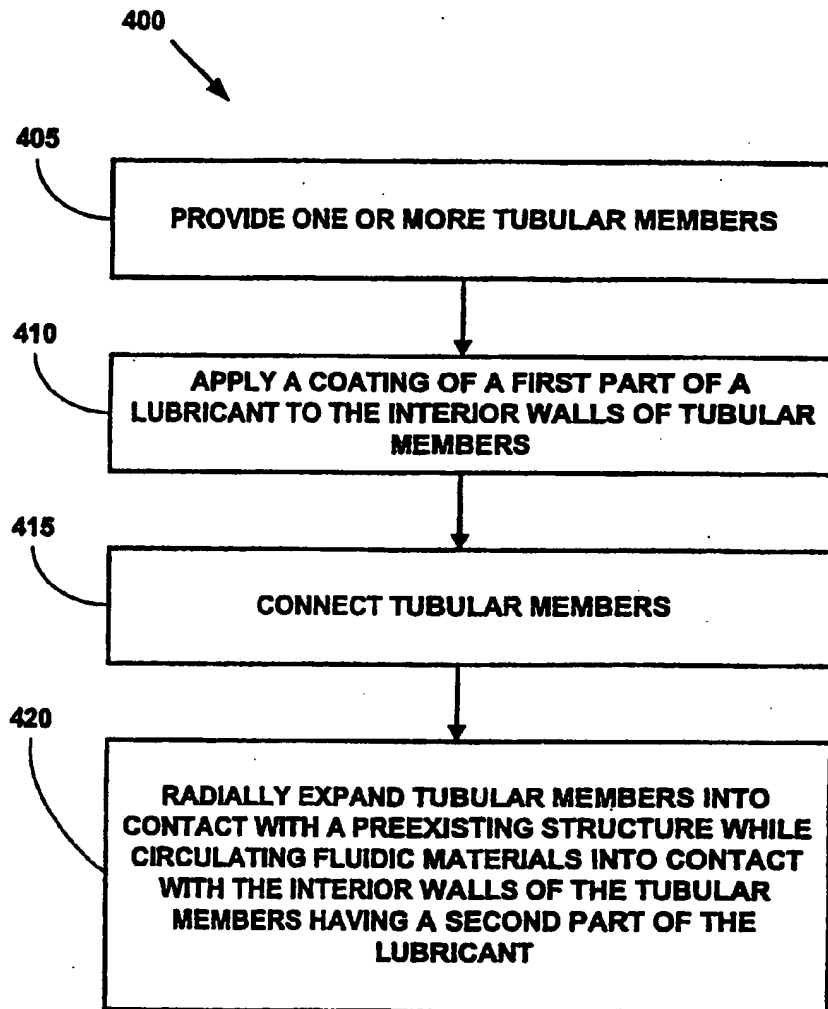 400
405
PROVIDE ONE OR MORE TUBULAR MEMBERS
410
APPLY A COATING OF A FIRST PART OF A
LUBRICANT TO THE INTERIOR WALLS OF TUBULAR
MEMBERS
415
CONNECT TUBULAR MEMBERS
420
RADIALLY EXPAND TUBULAR MEMBERS INTO
CONTACT WITH A PREEXISTING STRUCTURE WHILE
CIRCULATING FLUIDIC MATERIALS INTO CONTACT
WITH THE INTERIOR WALLS OF THE TUBULAR
MEMBERS HAVING A SECOND PART OF THE
LUBRICANT